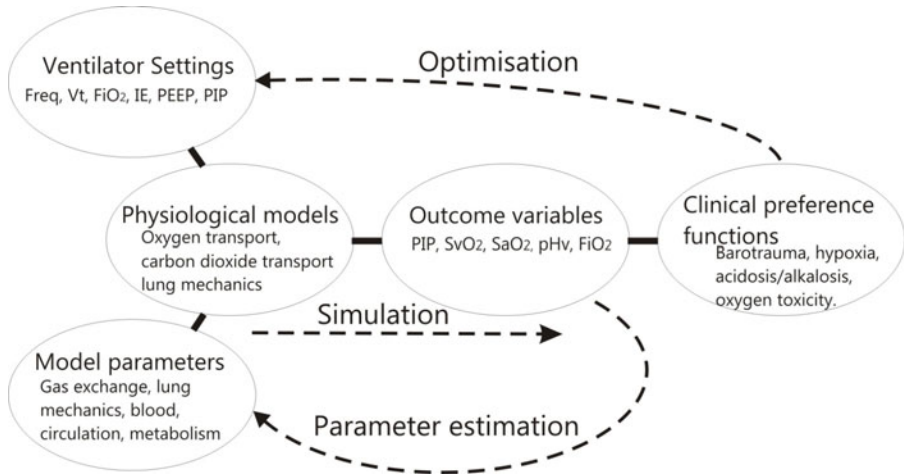 Ventilator Settings
Freq, Vt, FiO₂, IE, PEEP, PIP
Optimisation
Physiological models
Oxygen transport,
carbon dioxide transport
lung mechanics
Outcome variables
PIP, SvO₂, SaO₂, pHv, FiO₂
Clinical preference
functions
Barotrauma, hypoxia,
acidosis/alkalosis,
oxygen toxicity.
Simulation
Model parameters
Gas exchange, lung
mechanics, blood,
circulation, metabolism
Parameter estimation